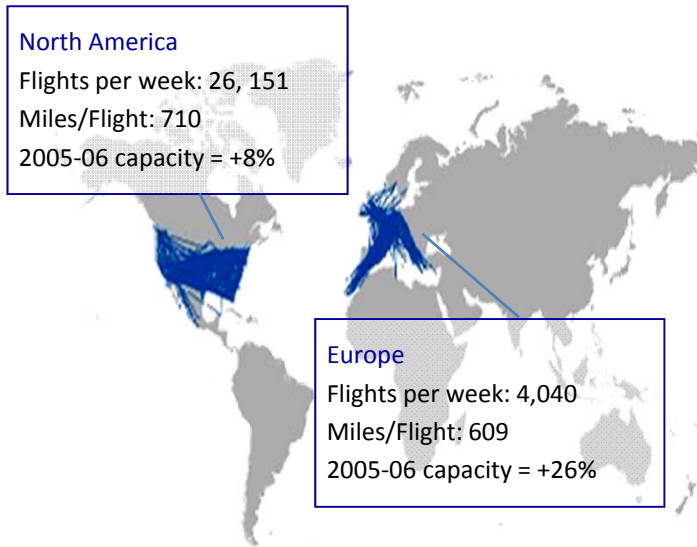 North America
Flights per week: 26, 151
Miles/Flight: 710
2005-06 capacity = +8%
Europe
Flights per week: 4,040
Miles/Flight: 609
2005-06 capacity = +26%